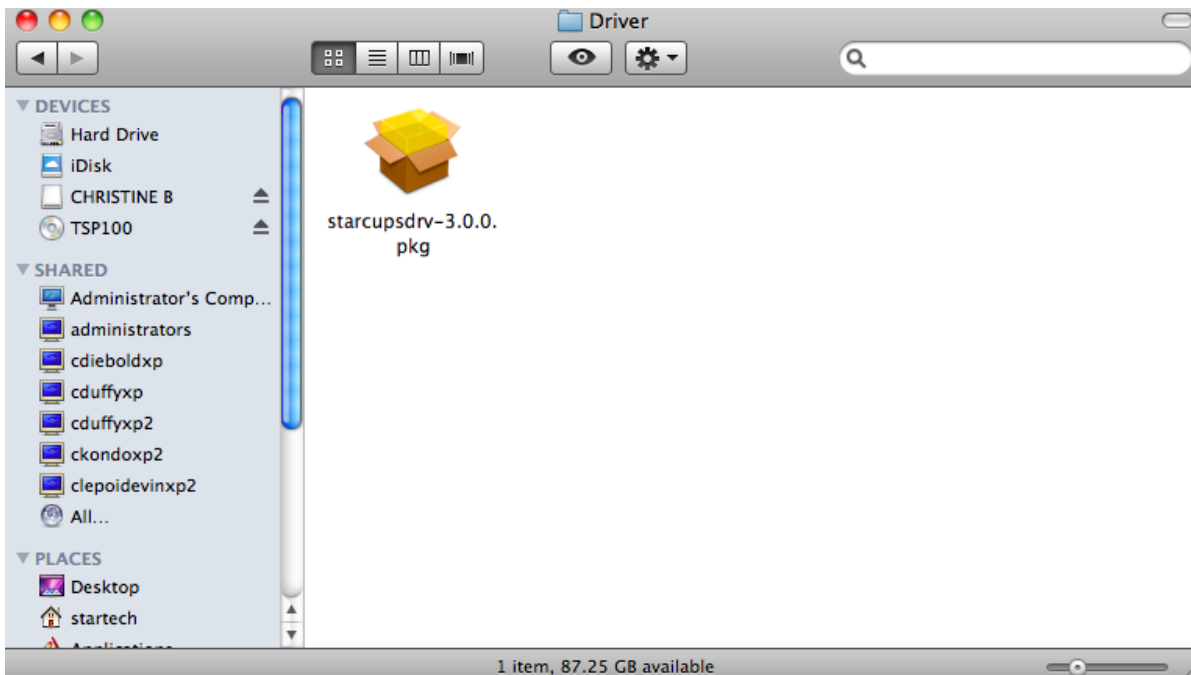 Driver
DEVICES
Hard Drive
iDisk
CHRISTINE B
TSP100
SHARED
Administrator's Comp...
administrators
cdieboldxp
cduffyxp
cduffyxp2
ckondoxp2
clepoidevinxp2
All...
PLACES
Desktop
startech
Applications
starcupsdrv-3.0.0.
pkg
1 item, 87.25 GB available